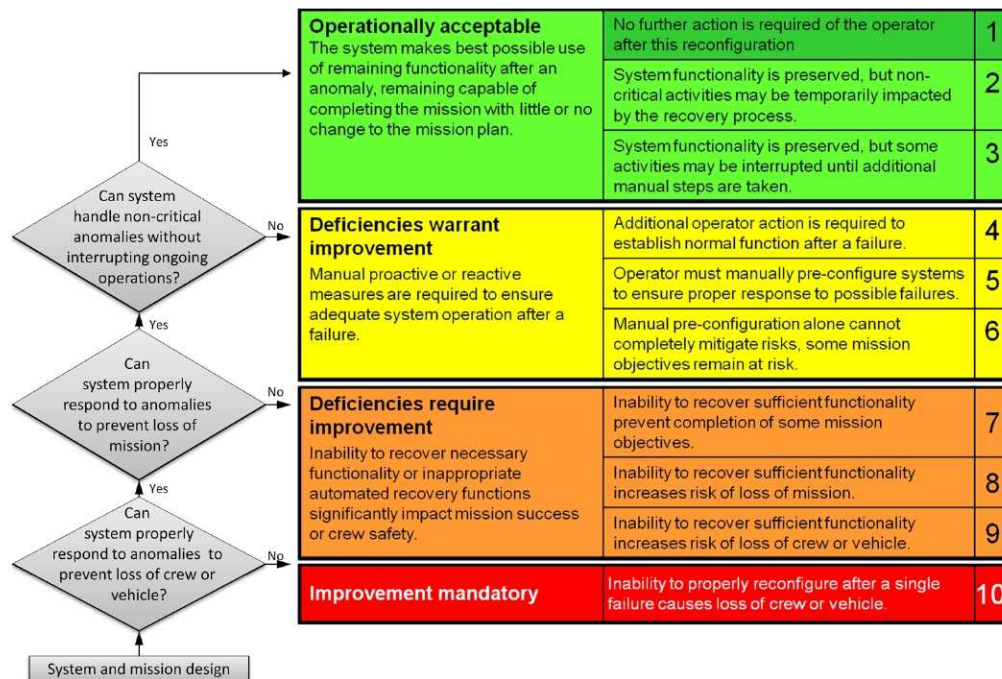 Operationally acceptable
The system makes best possible use
of remaining functionality after an
anomaly, remaining capable of
completing the mission with little or no
change to the mission plan.
No further action is required of the operator
after this reconfiguration
1
System functionality is preserved, but non-
critical activities may be temporarily impacted
by the recovery process.
2
System functionality is preserved, but some
activities may be interrupted until additional
manual steps are taken.
3
Yes
Can system
handle non-critical
anomalies without
interrupting ongoing
operations?
No
Deficiencies warrant
improvement
Manual proactive or reactive
measures are required to ensure
adequate system operation after a
failure.
Additional operator action is required to
establish normal function after a failure.
4
Operator must manually pre-configure systems
to ensure proper response to possible failures.
5
Manual pre-configuration alone cannot
completely mitigate risks, some mission
objectives remain at risk.
6
Yes
Can
system properly
respond to anomalies
to prevent loss of
mission?
No
Deficiencies require
improvement
Inability to recover necessary
functionality or inappropriate
automated recovery functions
significantly impact mission success
or crew safety.
Inability to recover sufficient functionality
prevent completion of some mission
objectives.
7
Inability to recover sufficient functionality
increases risk of loss of mission.
8
Inability to recover sufficient functionality
increases risk of loss of crew or vehicle.
9
Yes
Can
system properly
respond to anomalies to
prevent loss of crew or
vehicle?
No
Improvement mandatory
Inability to properly reconfigure after a single
failure causes loss of crew or vehicle.
10
System and mission design